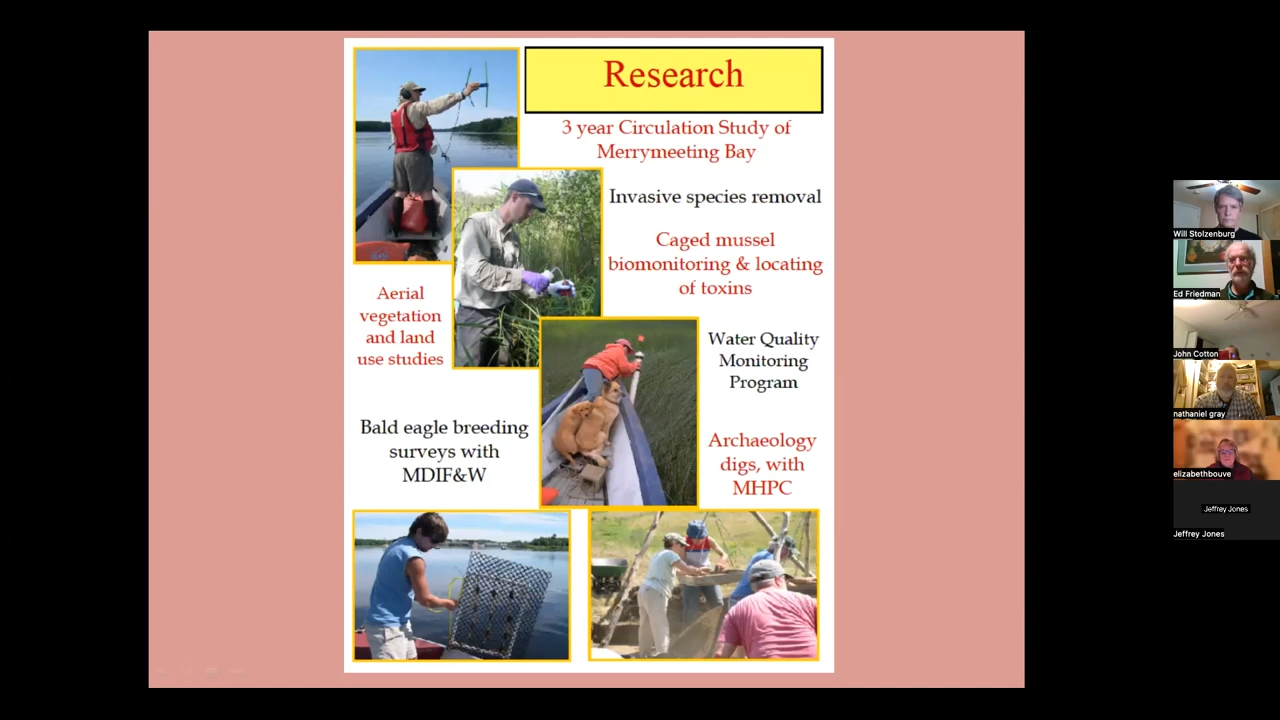 Research
3 year Circulation Study of
Merrymeeting Bay
Invasive species removal
Caged mussel
biomonitoring & locating
of toxins
Aerial
vegetation
and land
use studies
Water Quality
Monitoring
Program
Bald eagle breeding
surveys with
MDIF&W
Archaeology
digs, with
MHPC
Will Stolzenburg
Ed Friedman
John Cotton
nathaniel gray
elizabethbouve
Jeffrey Jones
Jeffrey Jones